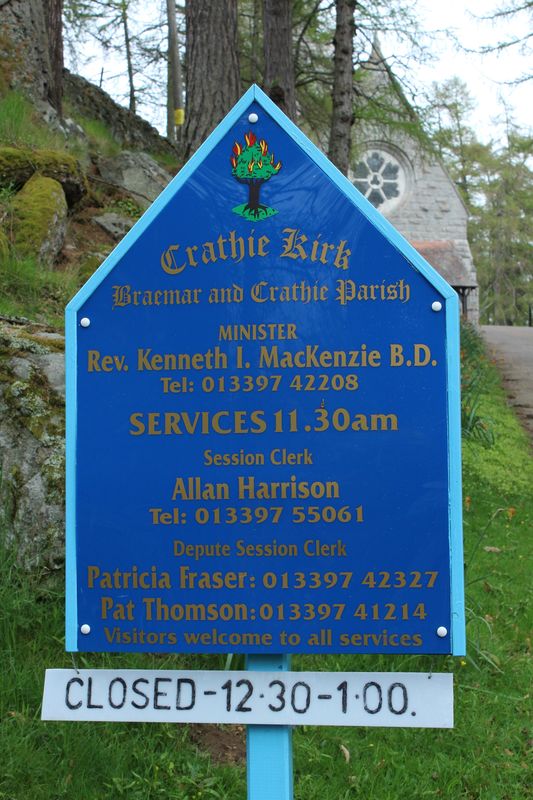 Crathie Kirk
Braemar and Crathie Parish
MINISTER
Rev. Kenneth I. MacKenzie B.D.
Tel: 013397 42208
SERVICES 11.30am
Session Clerk
Allan Harrison
Tel: 013397 55061
Depute Session Clerk
Patricia Fraser: 013397 42327
Pat Thomson: 013397 41214
Visitors welcome to all services
CLOSED-12·30-1·00.